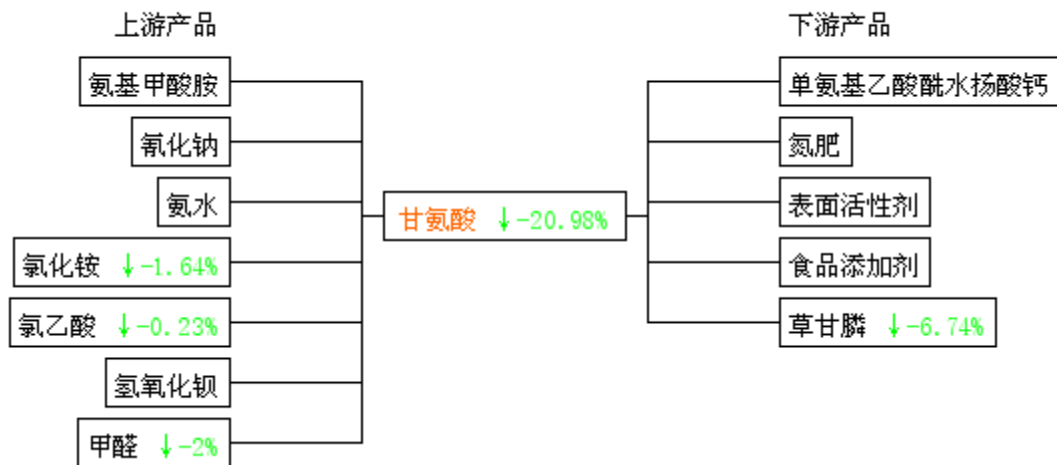 上游产品
下游产品
氨基甲酸胺
氰化钠
氨水
氯化铵 ↓-1.64%
氯乙酸 ↓-0.23%
氢氧化钡
甲醛 ↓-2%
甘氨酸 ↓-20.98%
单氨基乙酸酰水扬酸钙
氮肥
表面活性剂
食品添加剂
草甘膦 ↓-6.74%